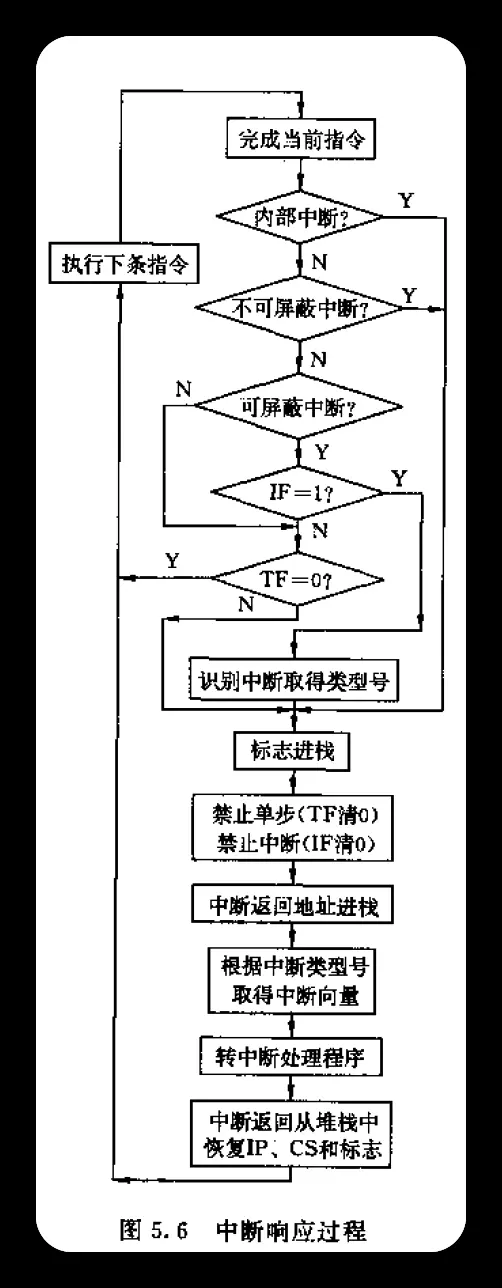 完成当前指令
Y
内部中断?
执行下条指令
N
Y
不可屏蔽中断?
N
N
可屏蔽中断?
Y
Y
IF=1?
N
Y
TF=0?
N
识别中断取得类型号
标志进栈
禁止单步(TF清0)
禁止中断(IF清0)
中断返回地址进栈
根据中断类型号
取得中断向量
转中断处理程序
中断返回从堆栈中
恢复IP、CS和标志
图 5.6 中断响应过程